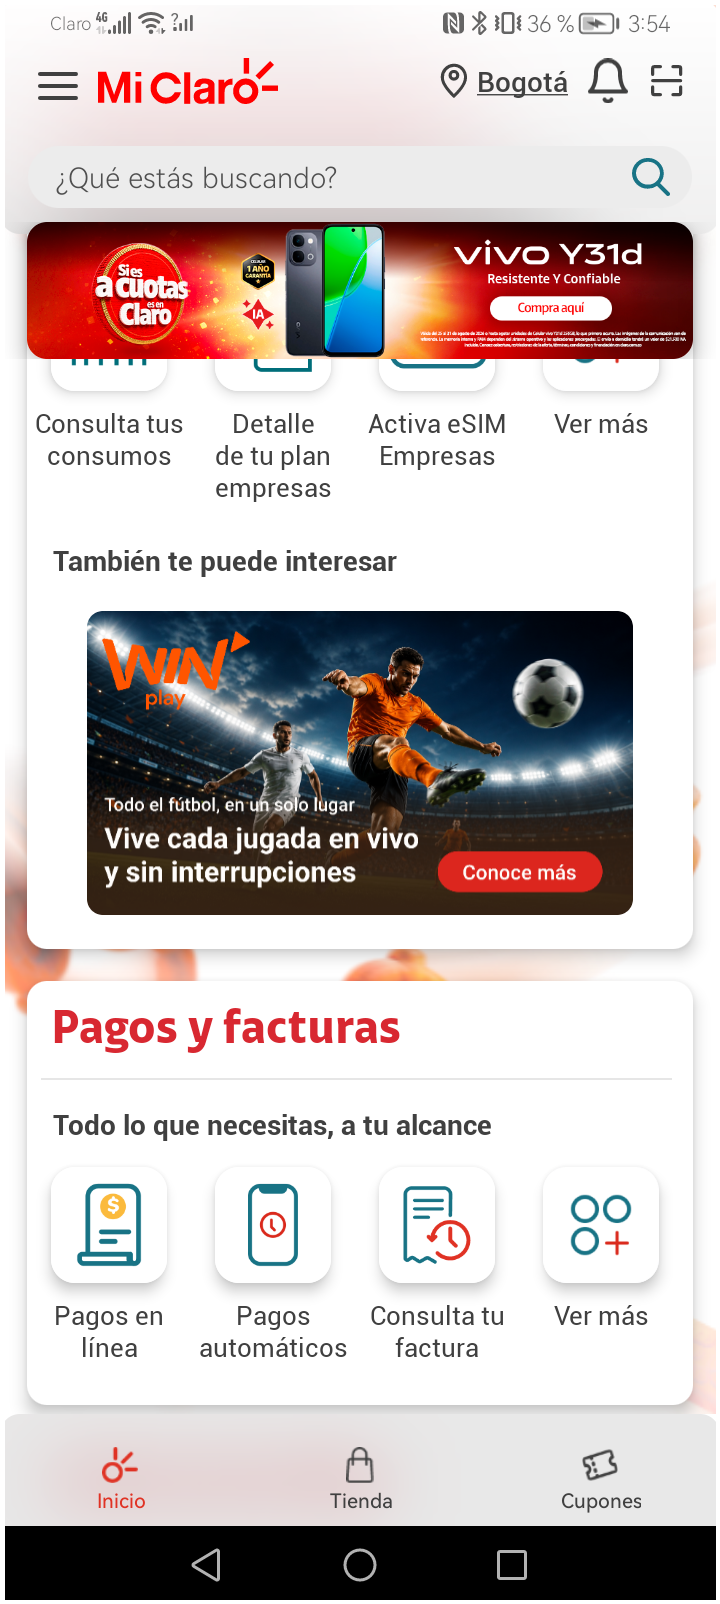 Claro 4G ? 36 % 3:54
Mi Claro
Bogotá
¿Qué estás buscando?
Si es
a cuotas
es en
Claro
1 AÑO
GARANTÍA
IA
vivo Y31d
Resistente Y Confiable
Compra aquí
Consulta tus
consumos
Detalle
de tu plan
empresas
Activa eSIM
Empresas
Ver más
También te puede interesar
WIN
play
Todo el fútbol, en un solo lugar
Vive cada jugada en vivo
y sin interrupciones
Conoce más
Pagos y facturas
Todo lo que necesitas, a tu alcance
Pagos en
línea
Pagos
automáticos
Consulta tu
factura
Ver más
Inicio
Tienda
Cupones